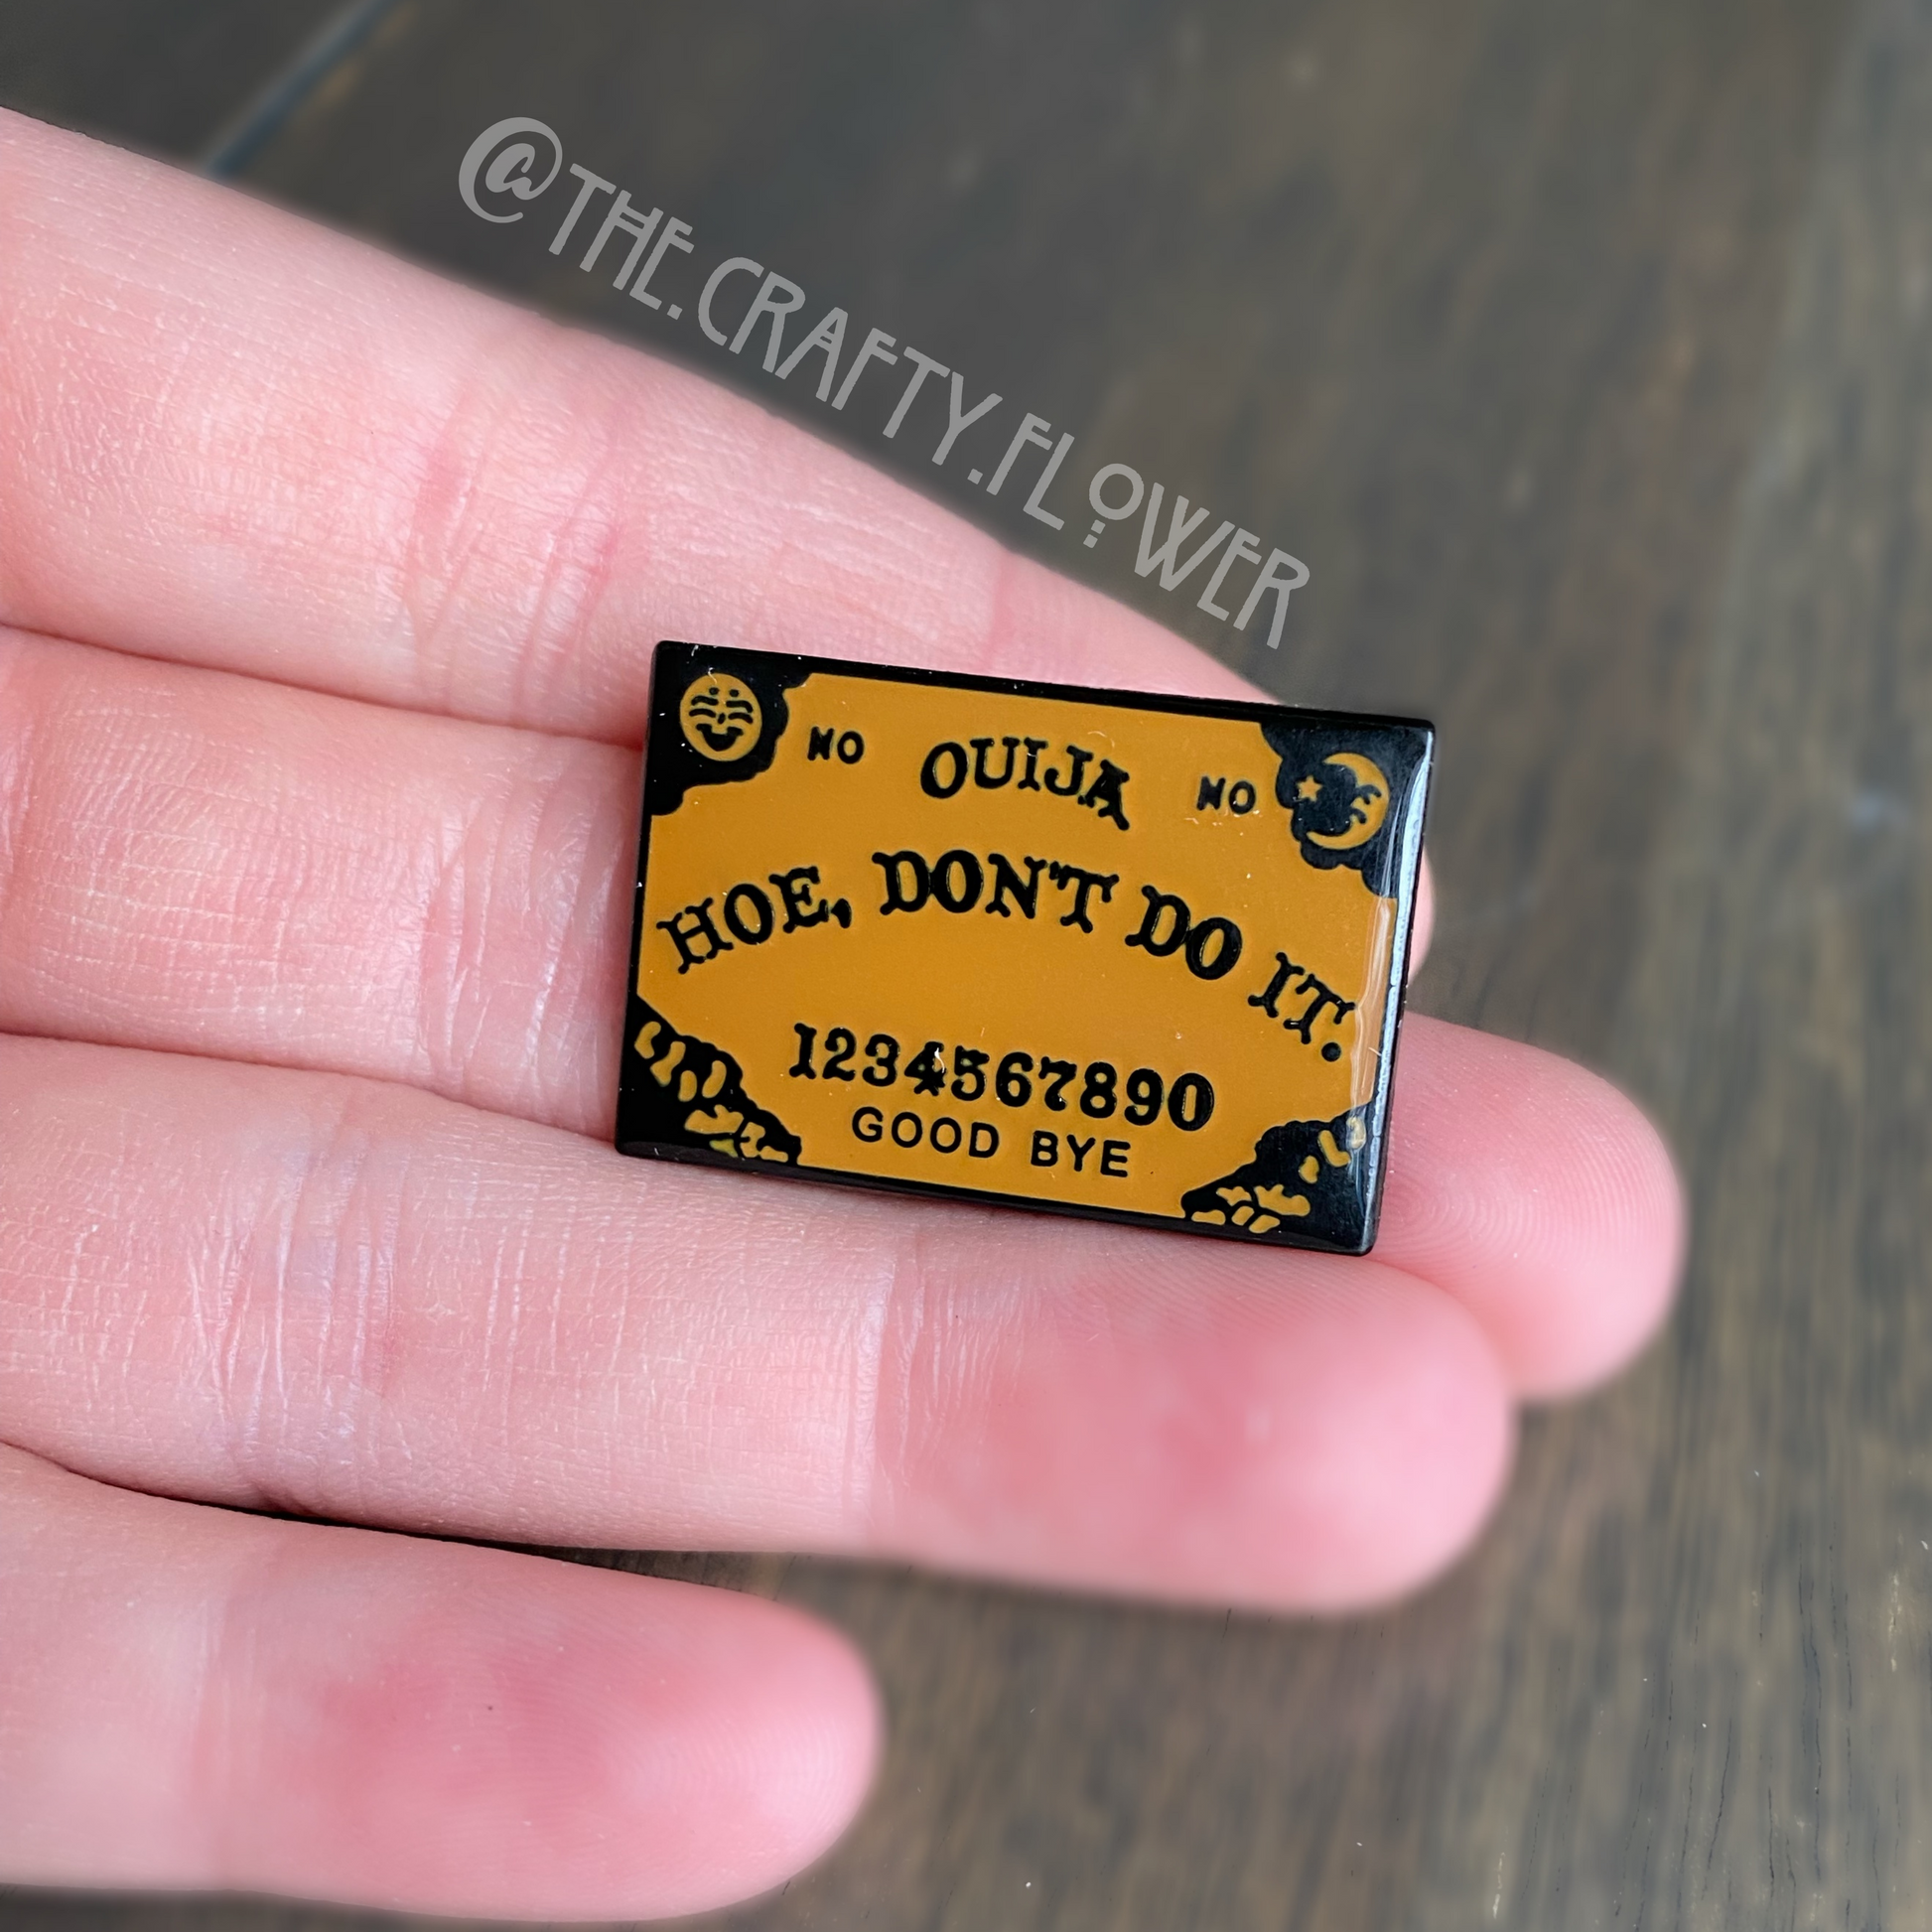 @THE.CRAFTY.FLOWER
NO OUIJA NO
HOE, DON'T DO IT.
1234567890
GOOD BYE